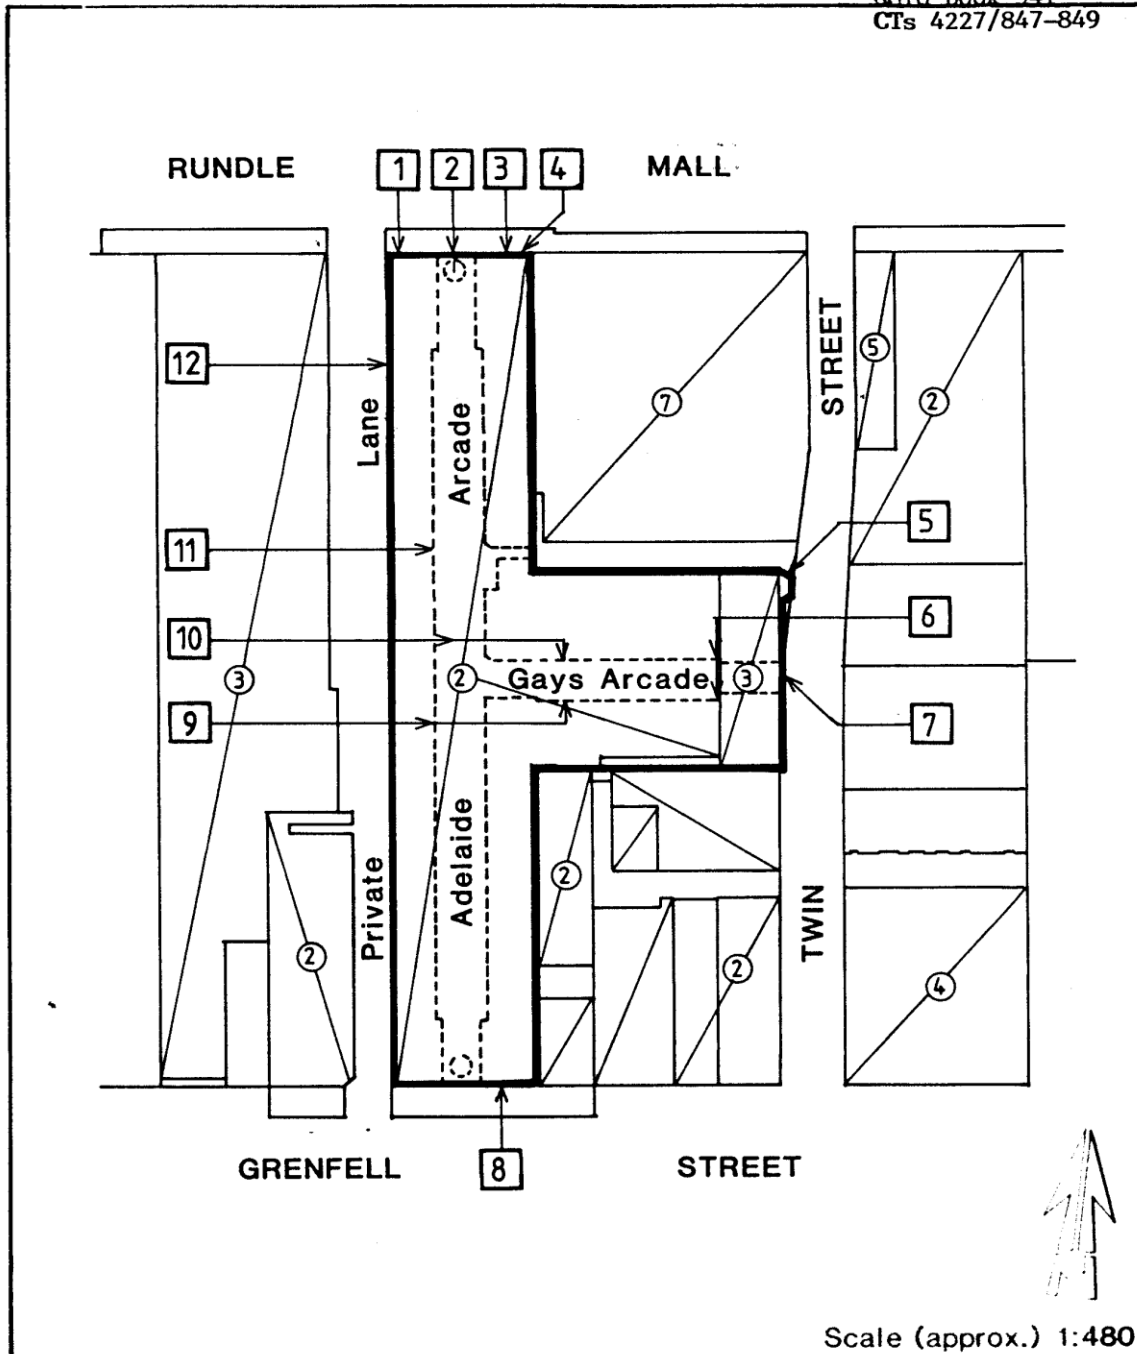 CTs 4227/847–849
RUNDLE
1
2
3
4
MALL
12
Lane
Arcade
7
STREET
5
2
11
5
10
6
3
2
Gays Arcade
3
9
7
Private
Adelaide
2
2
2
TWIN
4
GRENFELL
8
STREET
Scale (approx.) 1:480